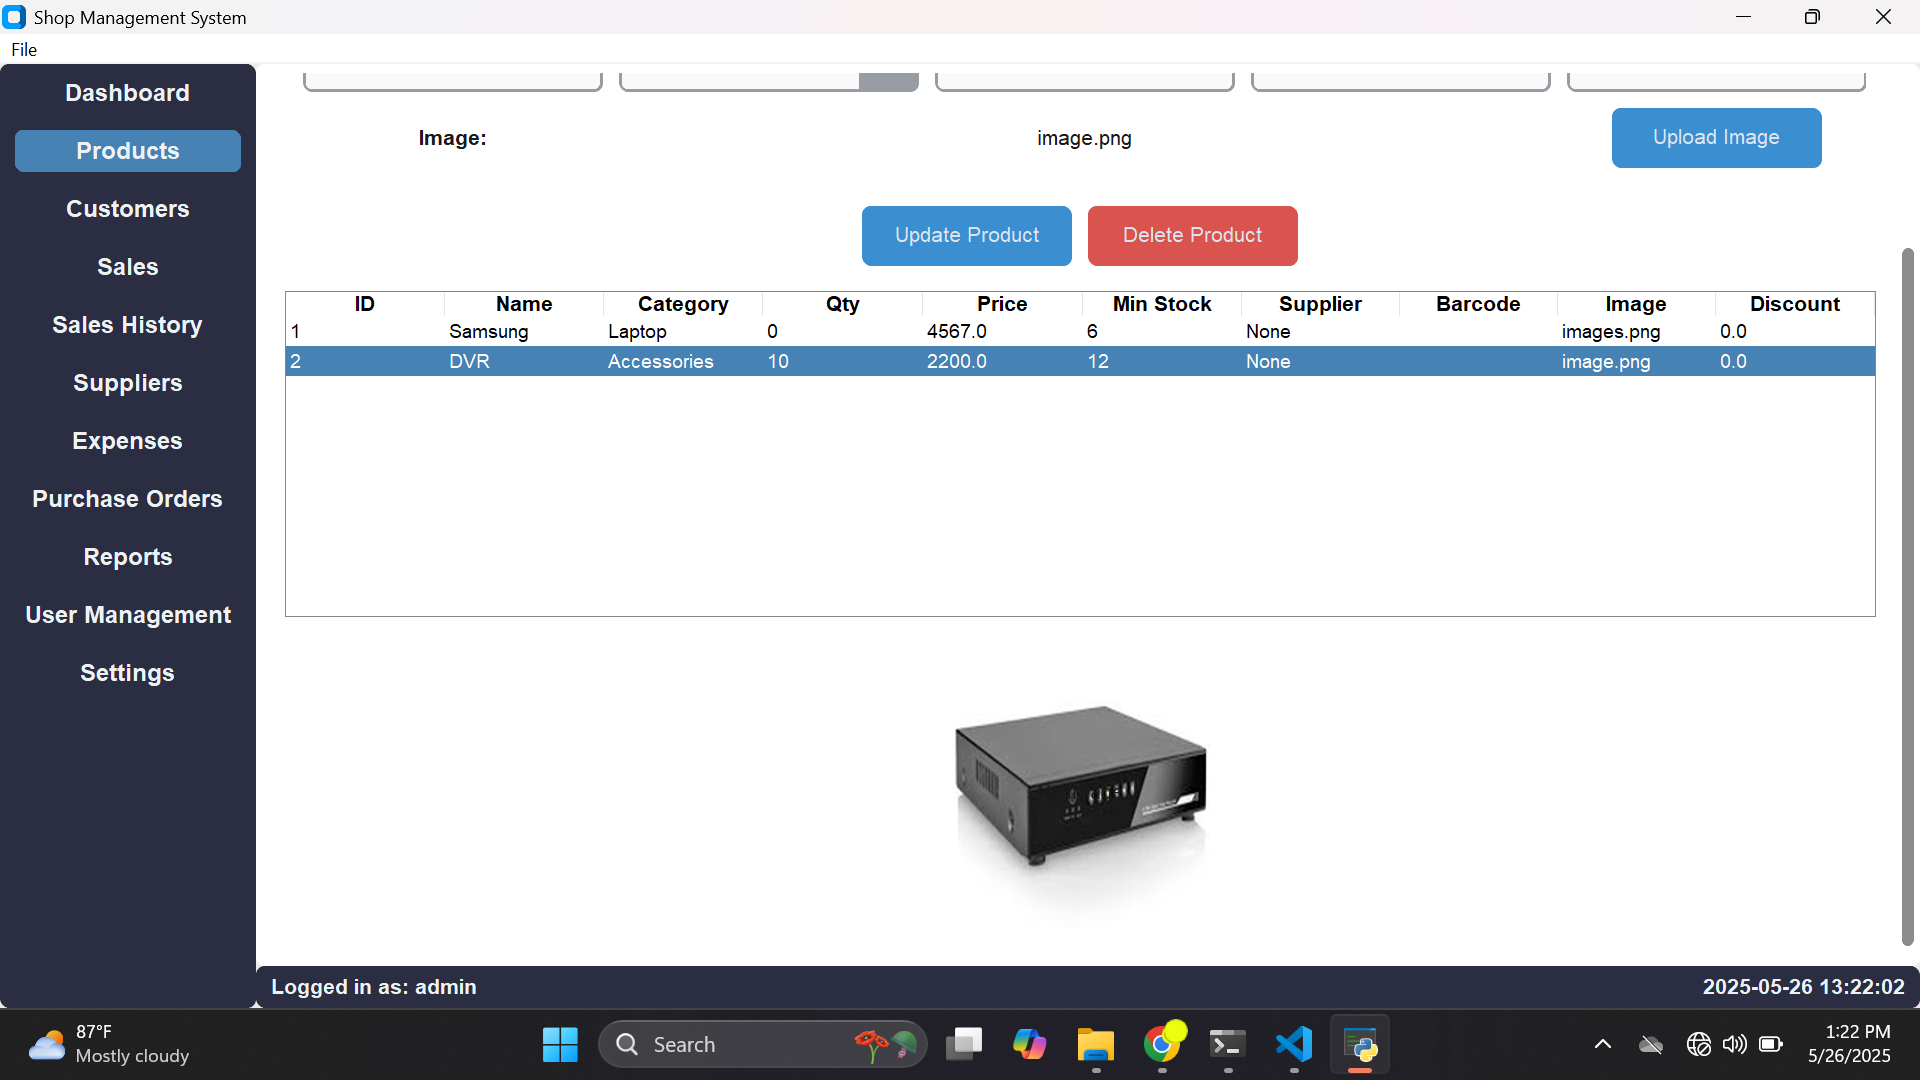 Shop Management System
File
Dashboard
Products
Customers
Sales
Sales History
Suppliers
Expenses
Purchase Orders
Reports
User Management
Settings
Image: image.png Upload Image
Update Product Delete Product
ID Name Category Qty Price Min Stock Supplier Barcode Image Discount
1 Samsung Laptop 0 4567.0 6 None images.png 0.0
2 DVR Accessories 10 2200.0 12 None image.png 0.0
Logged in as: admin 2025-05-26 13:22:02
87°F
Mostly cloudy
Search
1:22 PM
5/26/2025